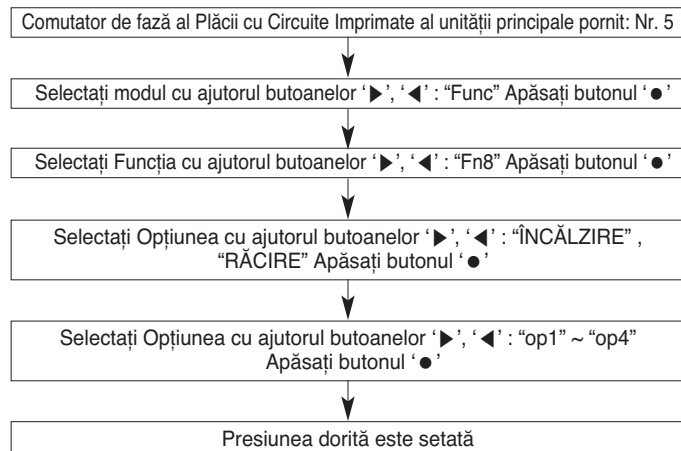 Comutator de fază al Plăcii cu Circuite Imprimate al unității principale pornit: Nr. 5
Selectați modul cu ajutorul butoanelor ‘▶’, ‘◀’ : “Func” Apăsați butonul ‘●’
Selectați Funcția cu ajutorul butoanelor ‘▶’, ‘◀’ : “Fn8” Apăsați butonul ‘●’
Selectați Opțiunea cu ajutorul butoanelor ‘▶’, ‘◀’ : “ÎNCĂLZIRE” ,
“RĂCIRE” Apăsați butonul ‘●’
Selectați Opțiunea cu ajutorul butoanelor ‘▶’, ‘◀’ : “op1” ~ “op4”
Apăsați butonul ‘●’
Presiunea dorită este setată